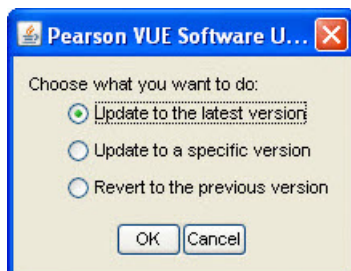 Pearson VUE Software U...
Choose what you want to do:
Update to the latest version
Update to a specific version
Revert to the previous version
OK Cancel